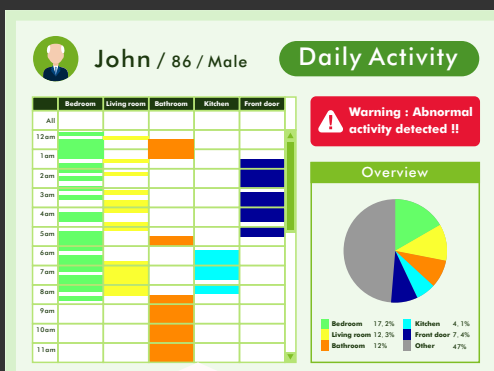 John / 86 / Male
Daily Activity
Bedroom Living room Bathroom Kitchen Front door
All
12am
1am
2am
3am
4am
5am
6am
7am
8am
9am
10am
11am
Warning : Abnormal
activity detected !!
Overview
Bedroom 17, 2%
Living room 12, 3%
Bathroom 12%
Kitchen 4, 1%
Front door 7, 4%
Other 47%